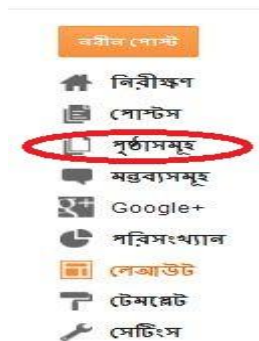 নবীন পোস্ট
নিরীক্ষণ
পোস্টস
পৃষ্ঠাসমূহ
মন্তব্যসমূহ
Google+
পরিসংখ্যান
লেআউট
টেমপ্লেট
সেটিংস